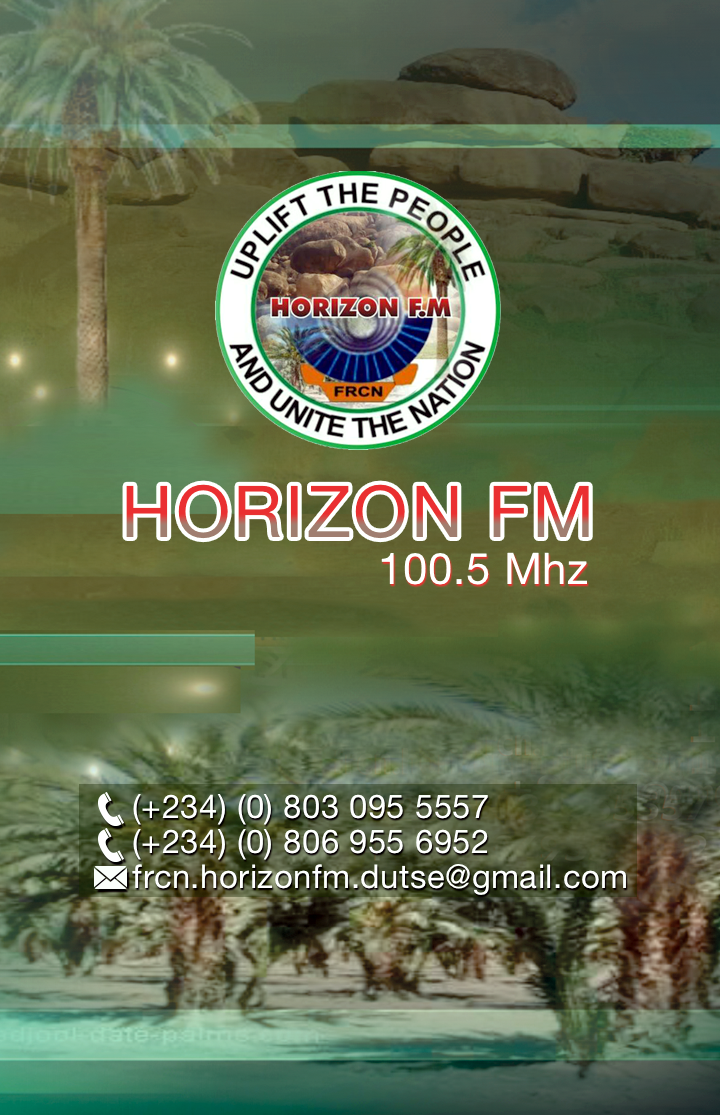 UPLIFT THE PEOPLE
HORIZON F.M
FRCN
AND UNITE THE NATION
HORIZON FM
100.5 Mhz
(+234) (0) 803 095 5557
(+234) (0) 806 955 6952
frcn.horizonfm.dutse@gmail.com